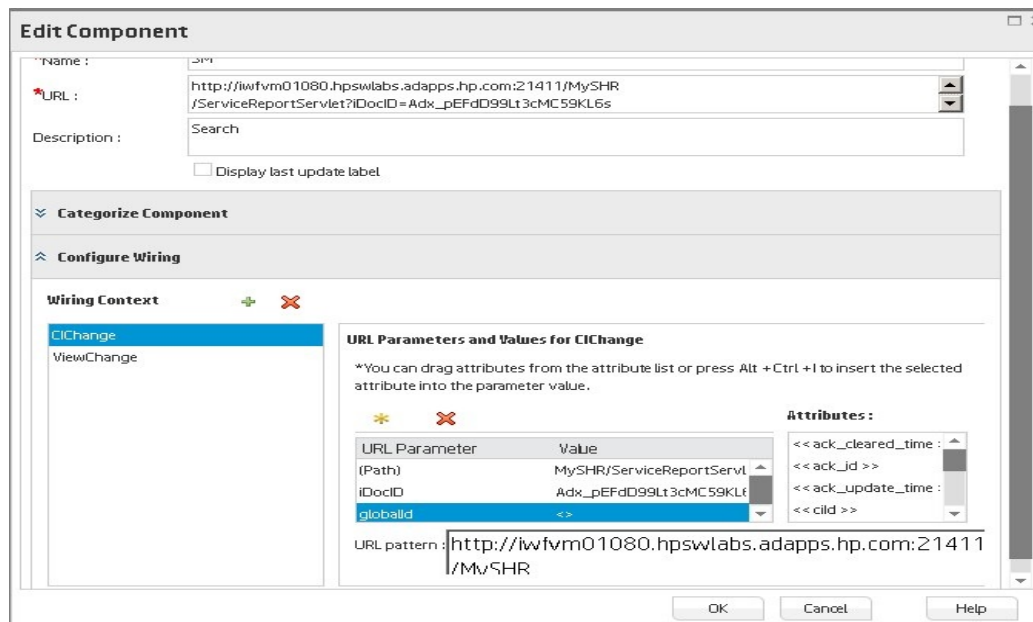 Edit Component
*Name :
SM
*URL :
http://iwfvm01080.hpswlabs.adapps.hp.com:21411/MySHR
/ServiceReportServlet?iDocID=Adx_pEFdD99Lt3cMC59KL6s
Description :
Search
Display last update label
Categorize Component
Configure Wiring
Wiring Context
CIChange
ViewChange
URL Parameters and Values for CIChange
*You can drag attributes from the attribute list or press Alt +Ctrl +I to insert the selected
attribute into the parameter value.
Attributes :
URL Parameter Value
(Path) MySHR/ServiceReportServl
iDocID Adx_pEFdD99Lt3cMC59KL6
globalId <>
<<ack_cleared_time :
<<ack_id >>
<<ack_update_time :
<< ciId >>
URL pattern :
http://iwfvm01080.hpswlabs.adapps.hp.com:21411
/MySHR
OK Cancel Help